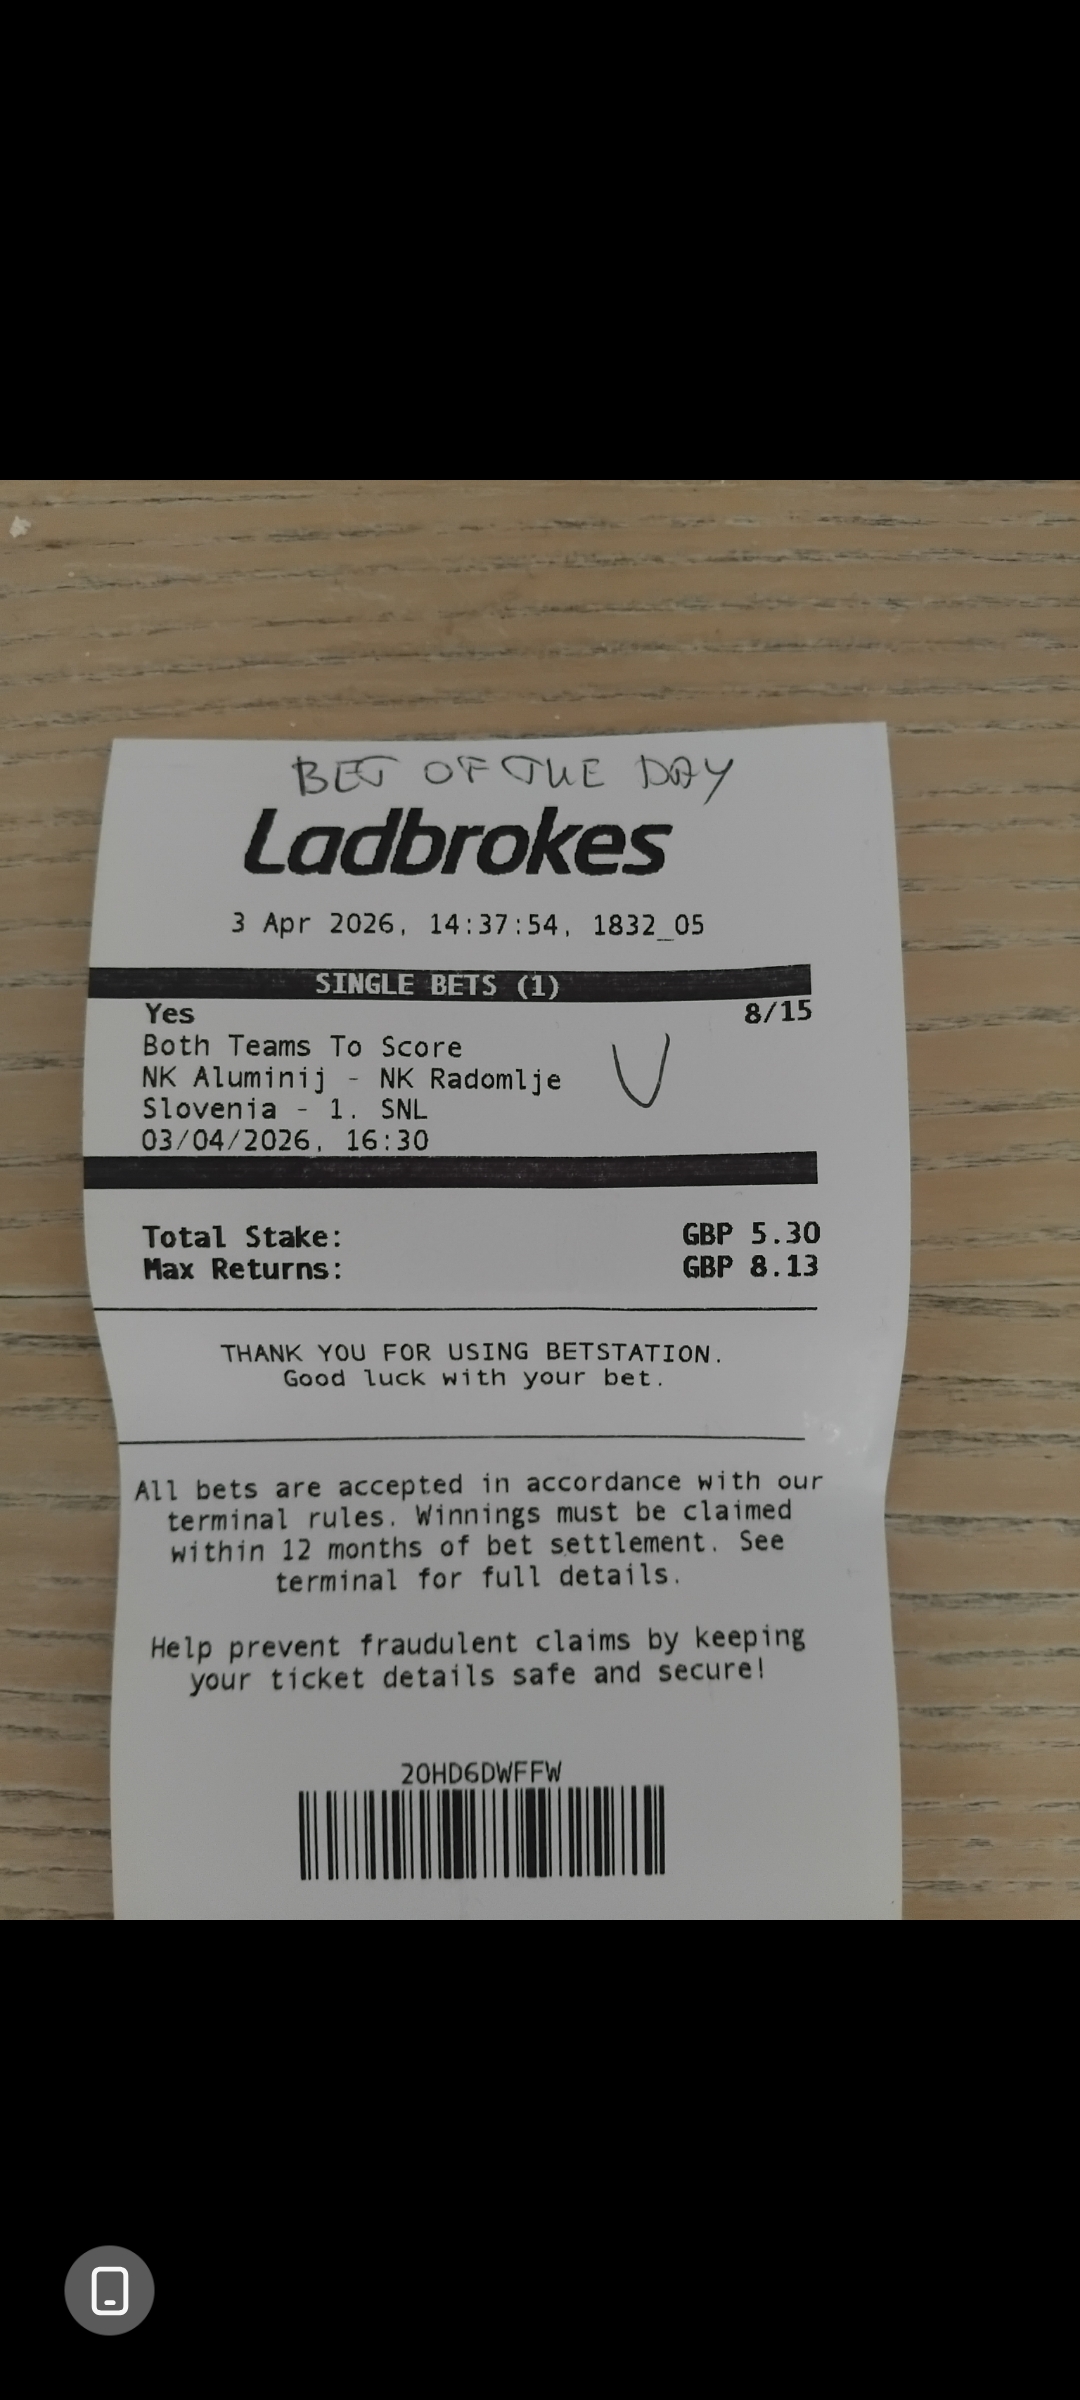 BET OF THE DAY
Ladbrokes
3 Apr 2026, 14:37:54, 1832_05
SINGLE BETS (1)
Yes 8/15
Both Teams To Score
NK Aluminij - NK Radomlje
Slovenia - 1. SNL
03/04/2026, 16:30
Total Stake: GBP 5.30
Max Returns: GBP 8.13
THANK YOU FOR USING BETSTATION.
Good luck with your bet.
All bets are accepted in accordance with our
terminal rules. Winnings must be claimed
within 12 months of bet settlement. See
terminal for full details.
Help prevent fraudulent claims by keeping
your ticket details safe and secure!
20HD6DWFFW